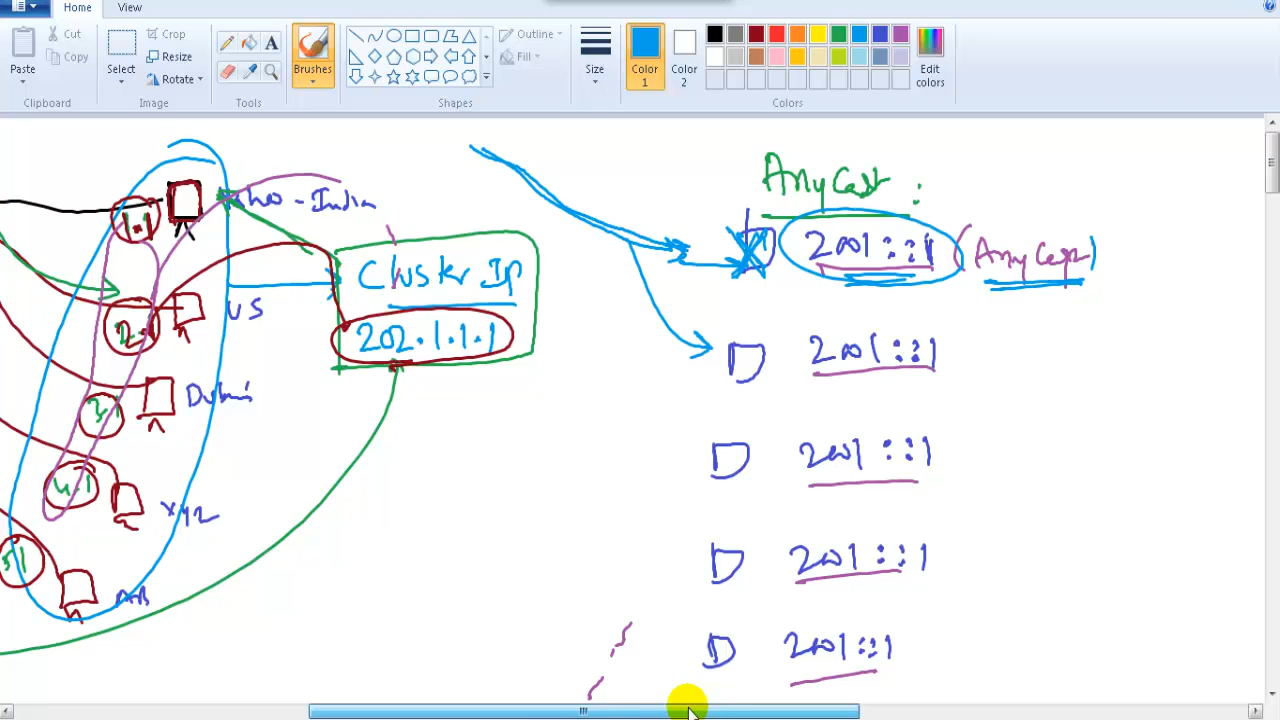 Home
View
Cut
Copy
Paste
Clipboard
Select
Crop
Resize
Rotate
Image
A
Tools
Brushes
Outline
Fill
Shapes
Size
Color 1
Color 2
Edit colors
Colors
AnyCast :
- India
1.1
2001::1 (AnyCast)
Cluster Ip
US
202.1.1.1
2001::1
3.1
Dubai
2001::1
4.1
XYZ
5.1
2001::1
AB
2001::1